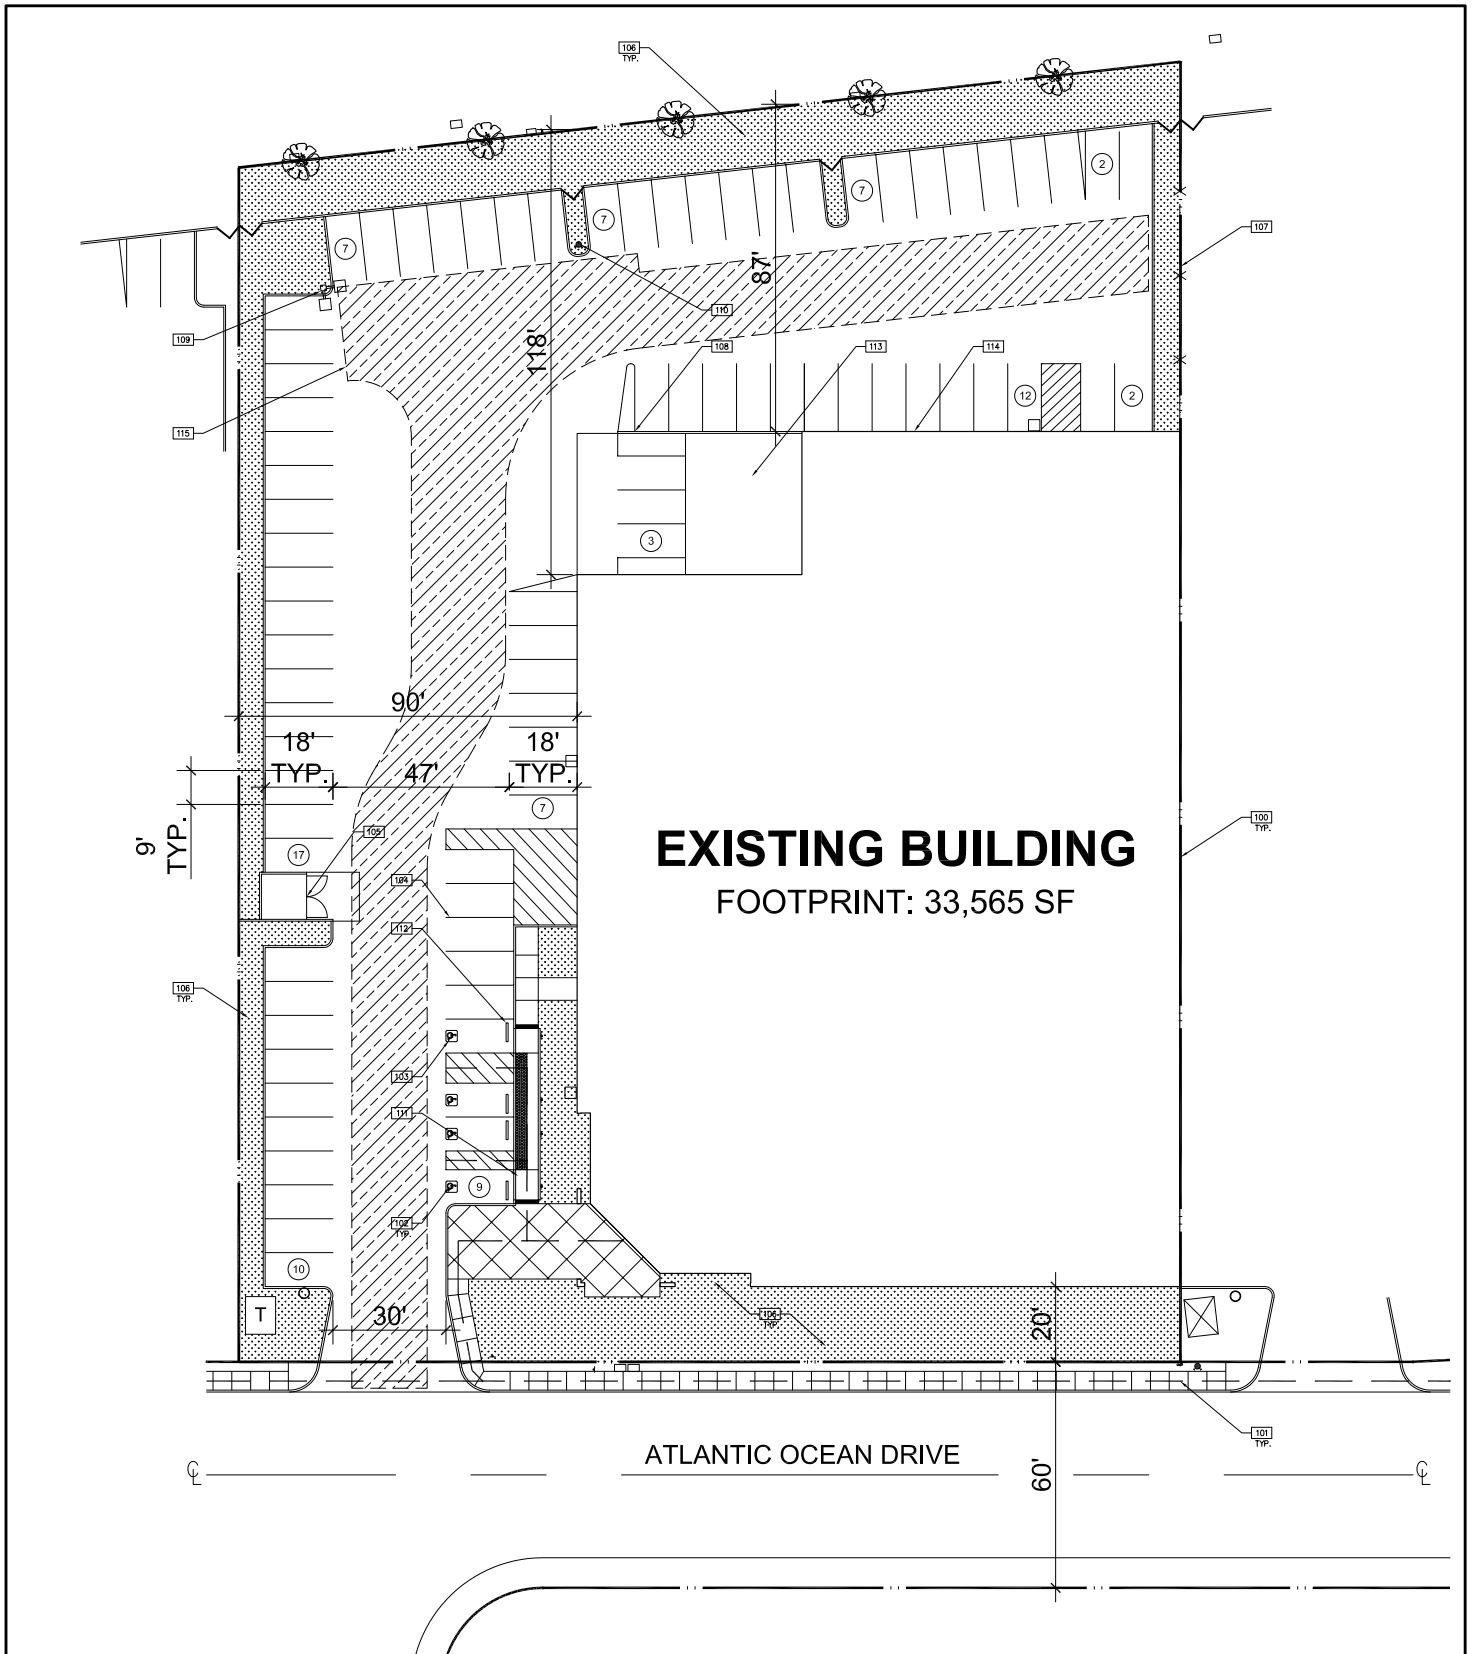 106
TYP.
2
7
107
7
7
87'
110
109
118'
108
113
114
115
12
2
3
90'
18'
TYP.
47'
18'
TYP.
9'
TYP.
7
105
17
104
112
EXISTING BUILDING
FOOTPRINT: 33,565 SF
100
TYP.
106
TYP.
103
111
9
102
TYP.
10
T
30'
106
TYP.
20'
101
TYP.
ATLANTIC OCEAN DRIVE
CL
CL
60'